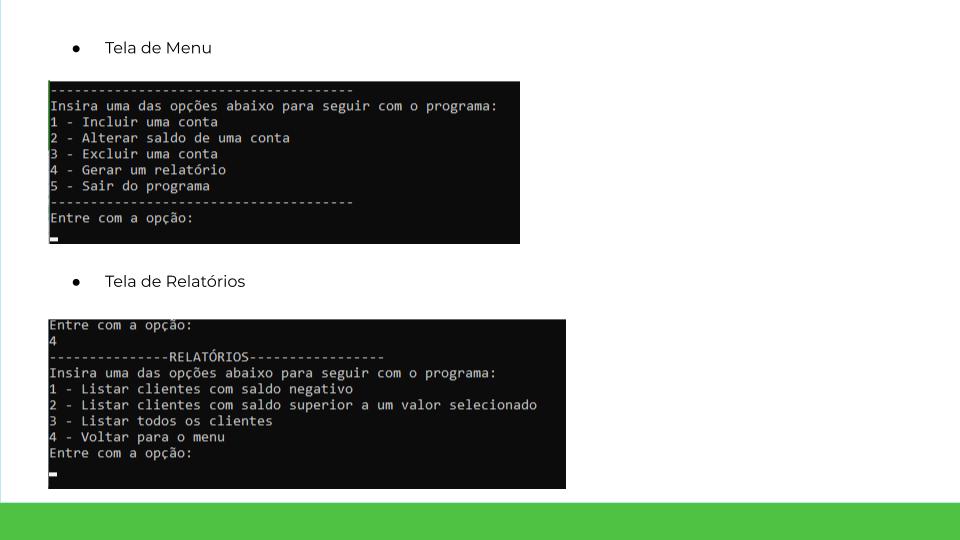 ● Tela de Menu
--------------------------------------
Insira uma das opções abaixo para seguir com o programa:
1 - Incluir uma conta
2 - Alterar saldo de uma conta
3 - Excluir uma conta
4 - Gerar um relatório
5 - Sair do programa
--------------------------------------
Entre com a opção:
● Tela de Relatórios
Entre com a opção:
4
---------------RELATÓRIOS-----------------
Insira uma das opções abaixo para seguir com o programa:
1 - Listar clientes com saldo negativo
2 - Listar clientes com saldo superior a um valor selecionado
3 - Listar todos os clientes
4 - Voltar para o menu
Entre com a opção: